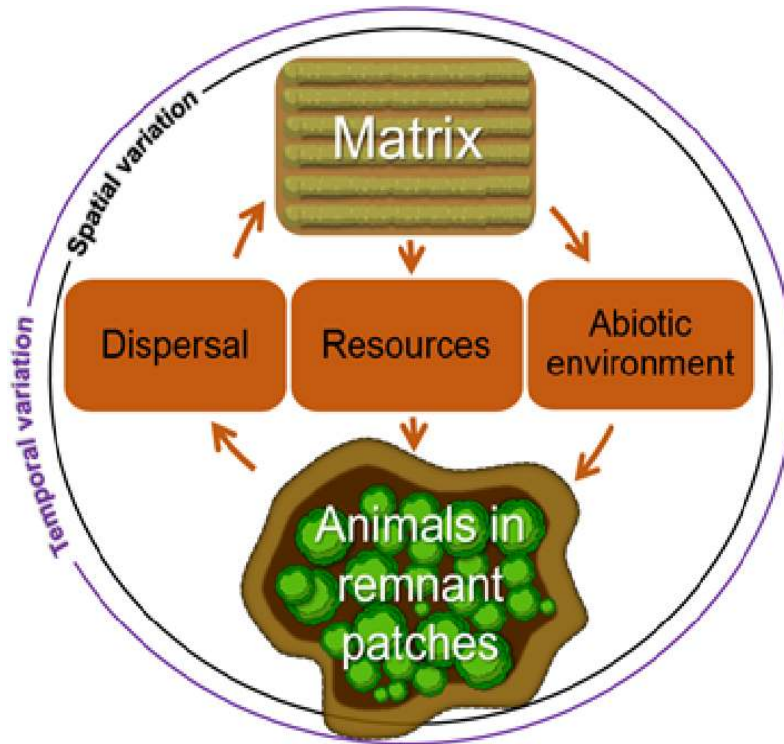 Temporal variation
Spatial variation
Matrix
Dispersal
Resources
Abiotic
environment
Animals in
remnant
patches